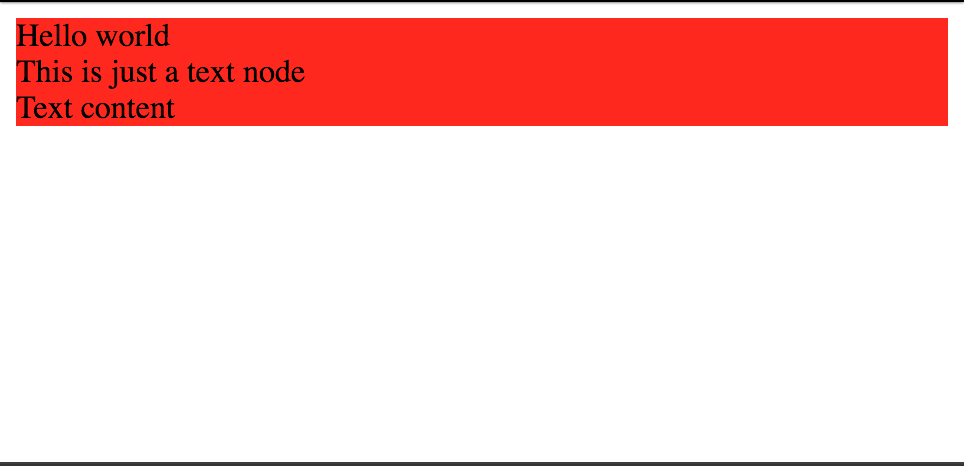 Hello world
This is just a text node
Text content